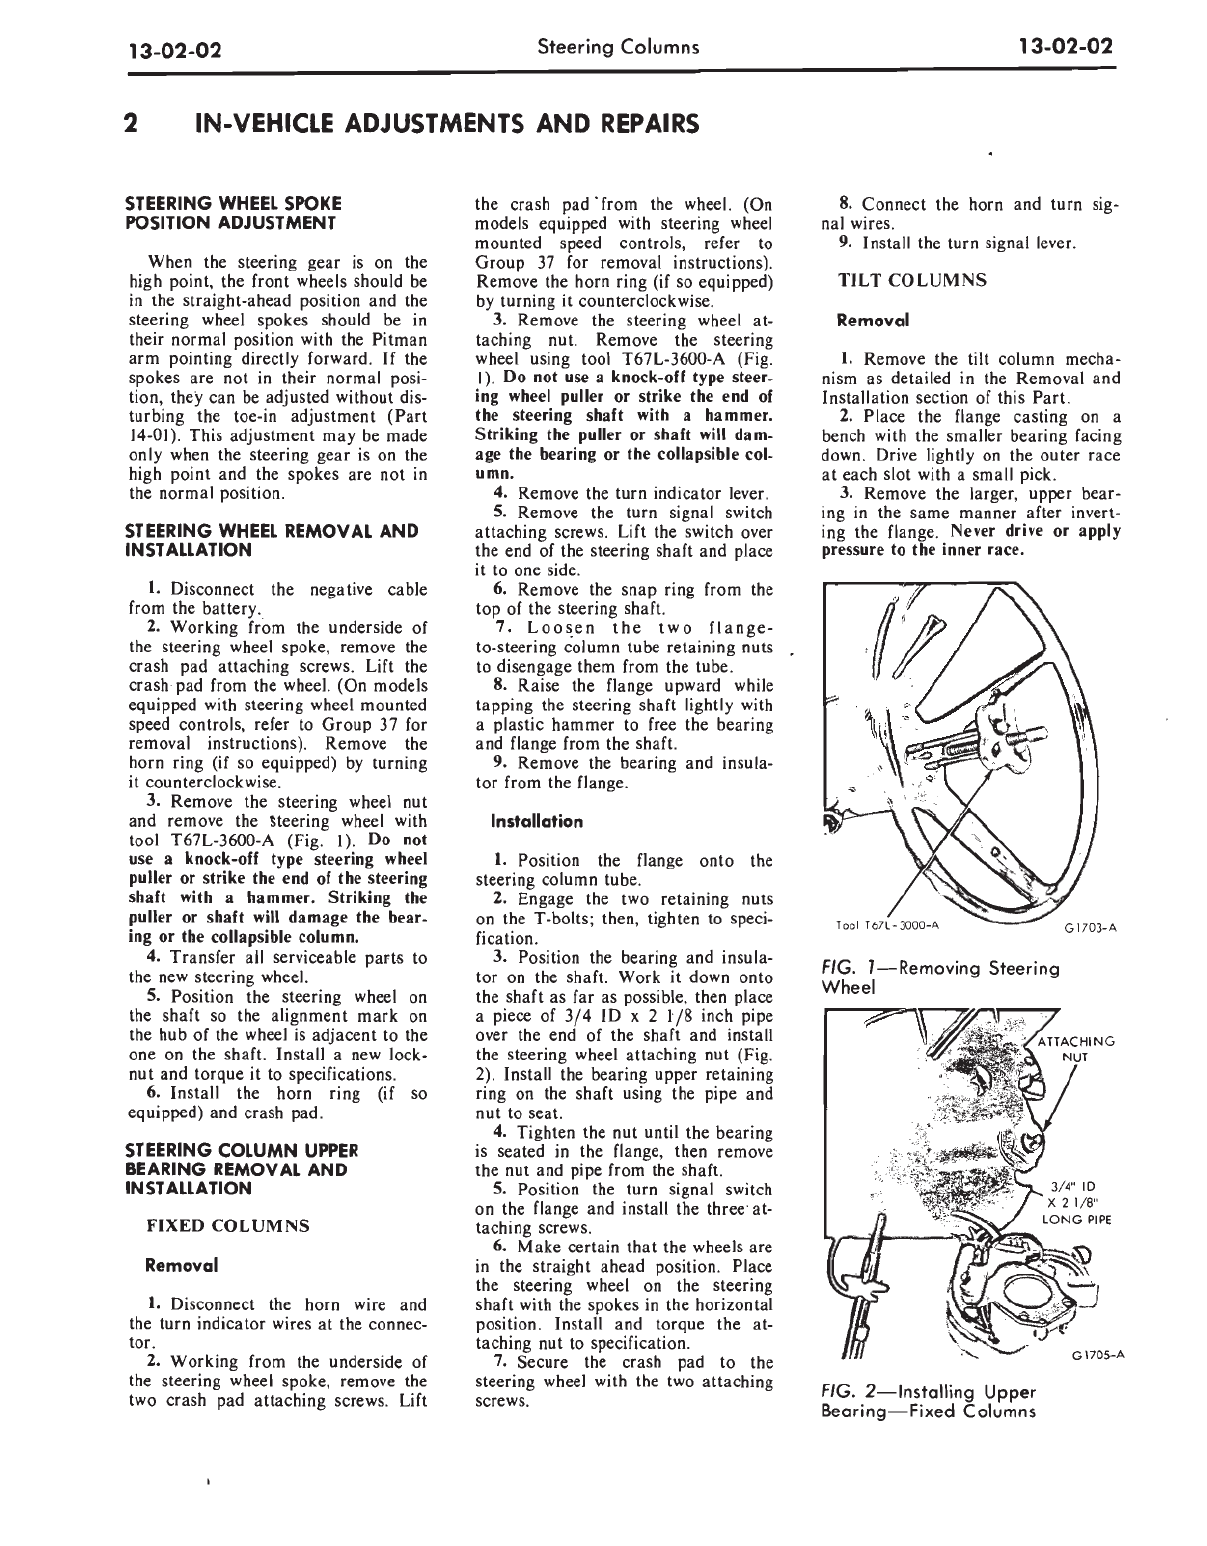 13-02-02
Steering Columns
13-02-02
2 IN-VEHICLE ADJUSTMENTS AND REPAIRS
STEERING WHEEL SPOKE
POSITION ADJUSTMENT
When the steering gear is on the
high point, the front wheels should be
in the straight-ahead position and the
steering wheel spokes should be in
their normal position with the Pitman
arm pointing directly forward. If the
spokes are not in their normal posi-
tion, they can be adjusted without dis-
turbing the toe-in adjustment (Part
14-01). This adjustment may be made
only when the steering gear is on the
high point and the spokes are not in
the normal position.
STEERING WHEEL REMOVAL AND
INSTALLATION
1. Disconnect the negative cable
from the battery.
2. Working from the underside of
the steering wheel spoke, remove the
crash pad attaching screws. Lift the
crash pad from the wheel. (On models
equipped with steering wheel mounted
speed controls, refer to Group 37 for
removal instructions). Remove the
horn ring (if so equipped) by turning
it counterclockwise.
3. Remove the steering wheel nut
and remove the steering wheel with
tool T67L-3600-A (Fig. 1). Do not
use a knock-off type steering wheel
puller or strike the end of the steering
shaft with a hammer. Striking the
puller or shaft will damage the bear-
ing or the collapsible column.
4. Transfer all serviceable parts to
the new steering wheel.
5. Position the steering wheel on
the shaft so the alignment mark on
the hub of the wheel is adjacent to the
one on the shaft. Install a new lock-
nut and torque it to specifications.
6. Install the horn ring (if so
equipped) and crash pad.
STEERING COLUMN UPPER
BEARING REMOVAL AND
INSTALLATION
FIXED COLUMNS
Removal
1. Disconnect the horn wire and
the turn indicator wires at the connec-
tor.
2. Working from the underside of
the steering wheel spoke, remove the
two crash pad attaching screws. Lift
the crash pad from the wheel. (On
models equipped with steering wheel
mounted speed controls, refer to
Group 37 for removal instructions).
Remove the horn ring (if so equipped)
by turning it counterclockwise.
3. Remove the steering wheel at-
taching nut. Remove the steering
wheel using tool T67L-3600-A (Fig.
1). Do not use a knock-off type steer-
ing wheel puller or strike the end of
the steering shaft with a hammer.
Striking the puller or shaft will dam-
age the bearing or the collapsible col-
umn.
4. Remove the turn indicator lever.
5. Remove the turn signal switch
attaching screws. Lift the switch over
the end of the steering shaft and place
it to one side.
6. Remove the snap ring from the
top of the steering shaft.
7. Loosen the two flange-
to-steering column tube retaining nuts
to disengage them from the tube.
8. Raise the flange upward while
tapping the steering shaft lightly with
a plastic hammer to free the bearing
and flange from the shaft.
9. Remove the bearing and insula-
tor from the flange.
Installation
1. Position the flange onto the
steering column tube.
2. Engage the two retaining nuts
on the T-bolts; then, tighten to speci-
fication.
3. Position the bearing and insula-
tor on the shaft. Work it down onto
the shaft as far as possible, then place
a piece of 3/4 ID x 2 1/8 inch pipe
over the end of the shaft and install
the steering wheel attaching nut (Fig.
2). Install the bearing upper retaining
ring on the shaft using the pipe and
nut to seat.
4. Tighten the nut until the bearing
is seated in the flange, then remove
the nut and pipe from the shaft.
5. Position the turn signal switch
on the flange and install the three at-
taching screws.
6. Make certain that the wheels are
in the straight ahead position. Place
the steering wheel on the steering
shaft with the spokes in the horizontal
position. Install and torque the at-
taching nut to specification.
7. Secure the crash pad to the
steering wheel with the two attaching
screws.
8. Connect the horn and turn sig-
nal wires.
9. Install the turn signal lever.
TILT COLUMNS
Removal
1. Remove the tilt column mecha-
nism as detailed in the Removal and
Installation section of this Part.
2. Place the flange casting on a
bench with the smaller bearing facing
down. Drive lightly on the outer race
at each slot with a small pick.
3. Remove the larger, upper bear-
ing in the same manner after invert-
ing the flange. Never drive or apply
pressure to the inner race.
Tool T67L-3000-A
G1703-A
FIG. 1—Removing Steering
Wheel
ATTACHING
NUT
3/4" ID
X 2 1/8"
LONG PIPE
G1705-A
FIG. 2—Installing Upper
Bearing—Fixed Columns